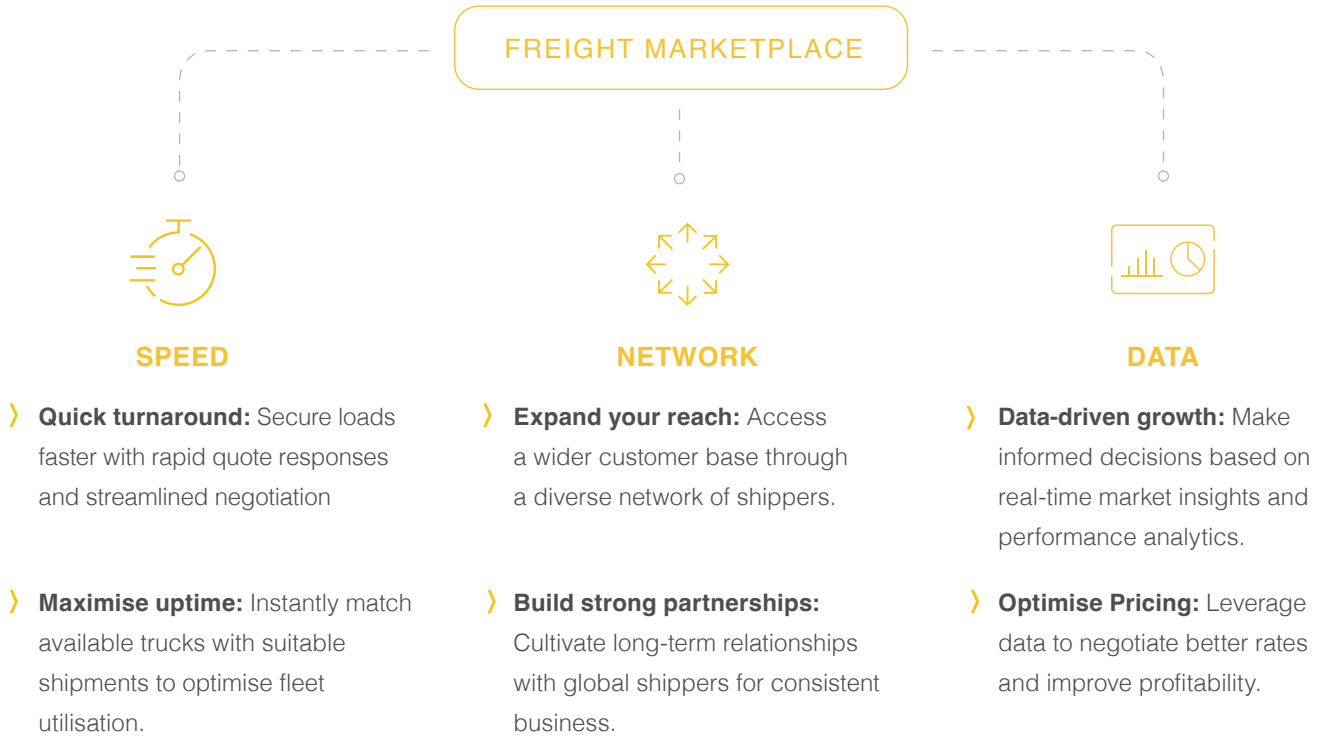 FREIGHT MARKETPLACE
SPEED
Quick turnaround: Secure loads
faster with rapid quote responses
and streamlined negotiation
Maximise uptime: Instantly match
available trucks with suitable
shipments to optimise fleet
utilisation.
NETWORK
Expand your reach: Access
a wider customer base through
a diverse network of shippers.
Build strong partnerships:
Cultivate long-term relationships
with global shippers for consistent
business.
DATA
Data-driven growth: Make
informed decisions based on
real-time market insights and
performance analytics.
Optimise Pricing: Leverage
data to negotiate better rates
and improve profitability.